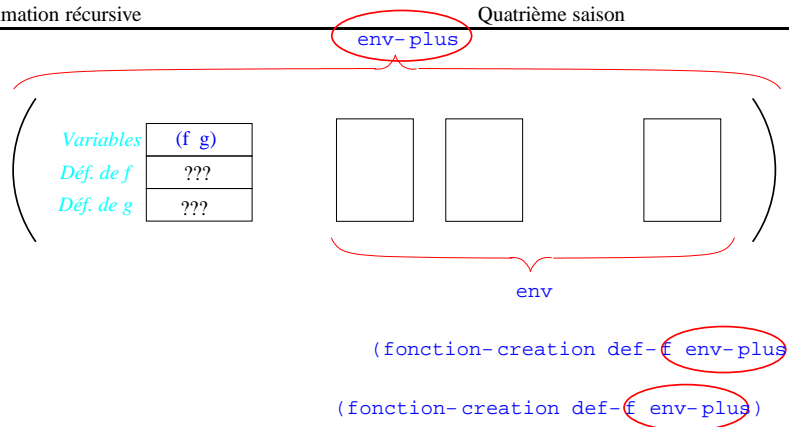 mation récursive Quatrième saison
env-plus
Variables (f g)
Déf. de f ???
Déf. de g ???
env
(fonction-creation def-f env-plus
(fonction-creation def-f env-plus)